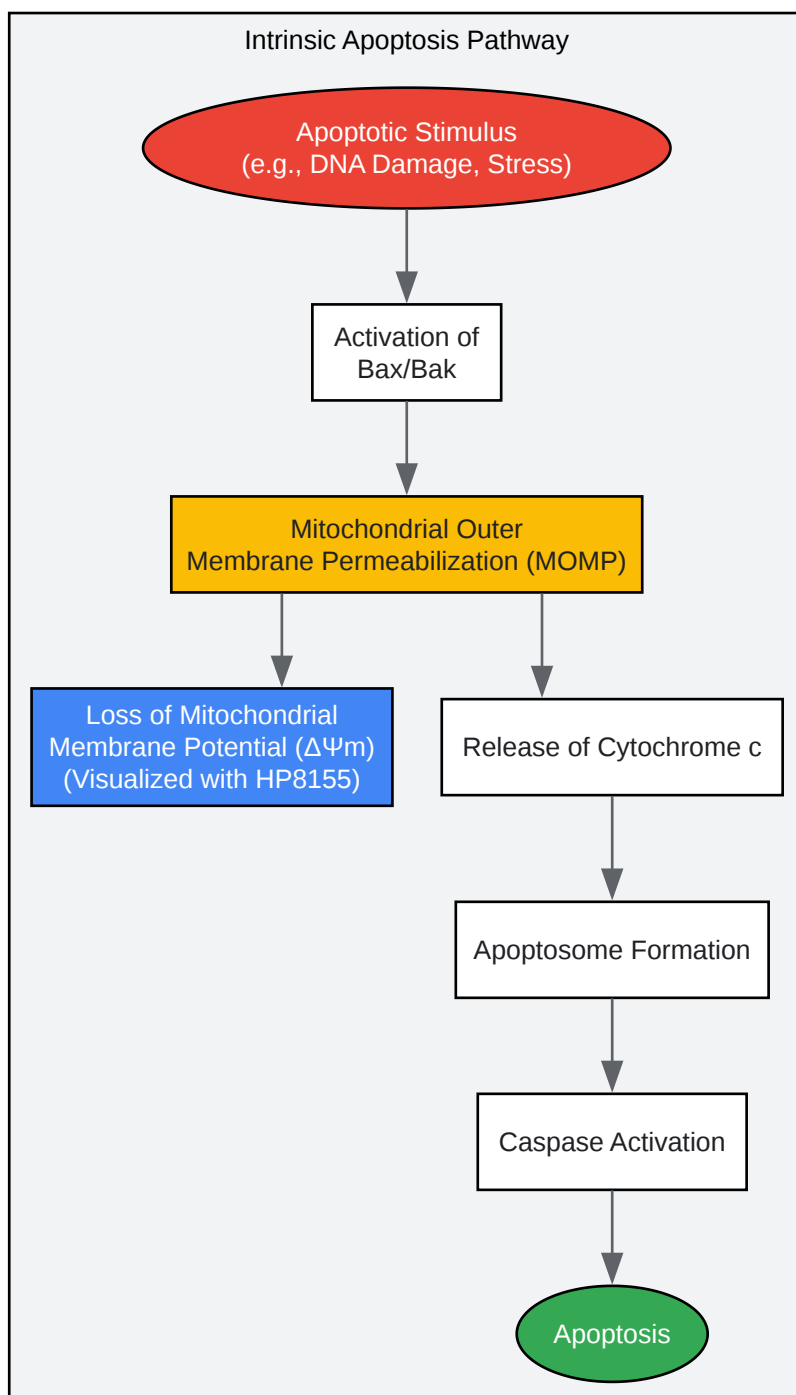 Intrinsic Apoptosis Pathway
Apoptotic Stimulus
(e.g., DNA Damage, Stress)
Activation of
Bax/Bak
Mitochondrial Outer
Membrane Permeabilization (MOMP)
Loss of Mitochondrial
Membrane Potential (ΔΨm)
(Visualized with HP8155)
Release of Cytochrome c
Apoptosome Formation
Caspase Activation
Apoptosis